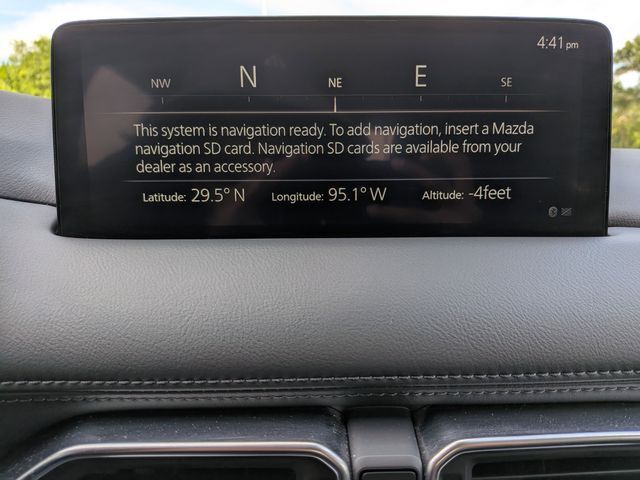 4:41 pm
NW N NE E SE
This system is navigation ready. To add navigation, insert a Mazda
navigation SD card. Navigation SD cards are available from your
dealer as an accessory.
Latitude: 29.5° N Longitude: 95.1° W Altitude: -4feet